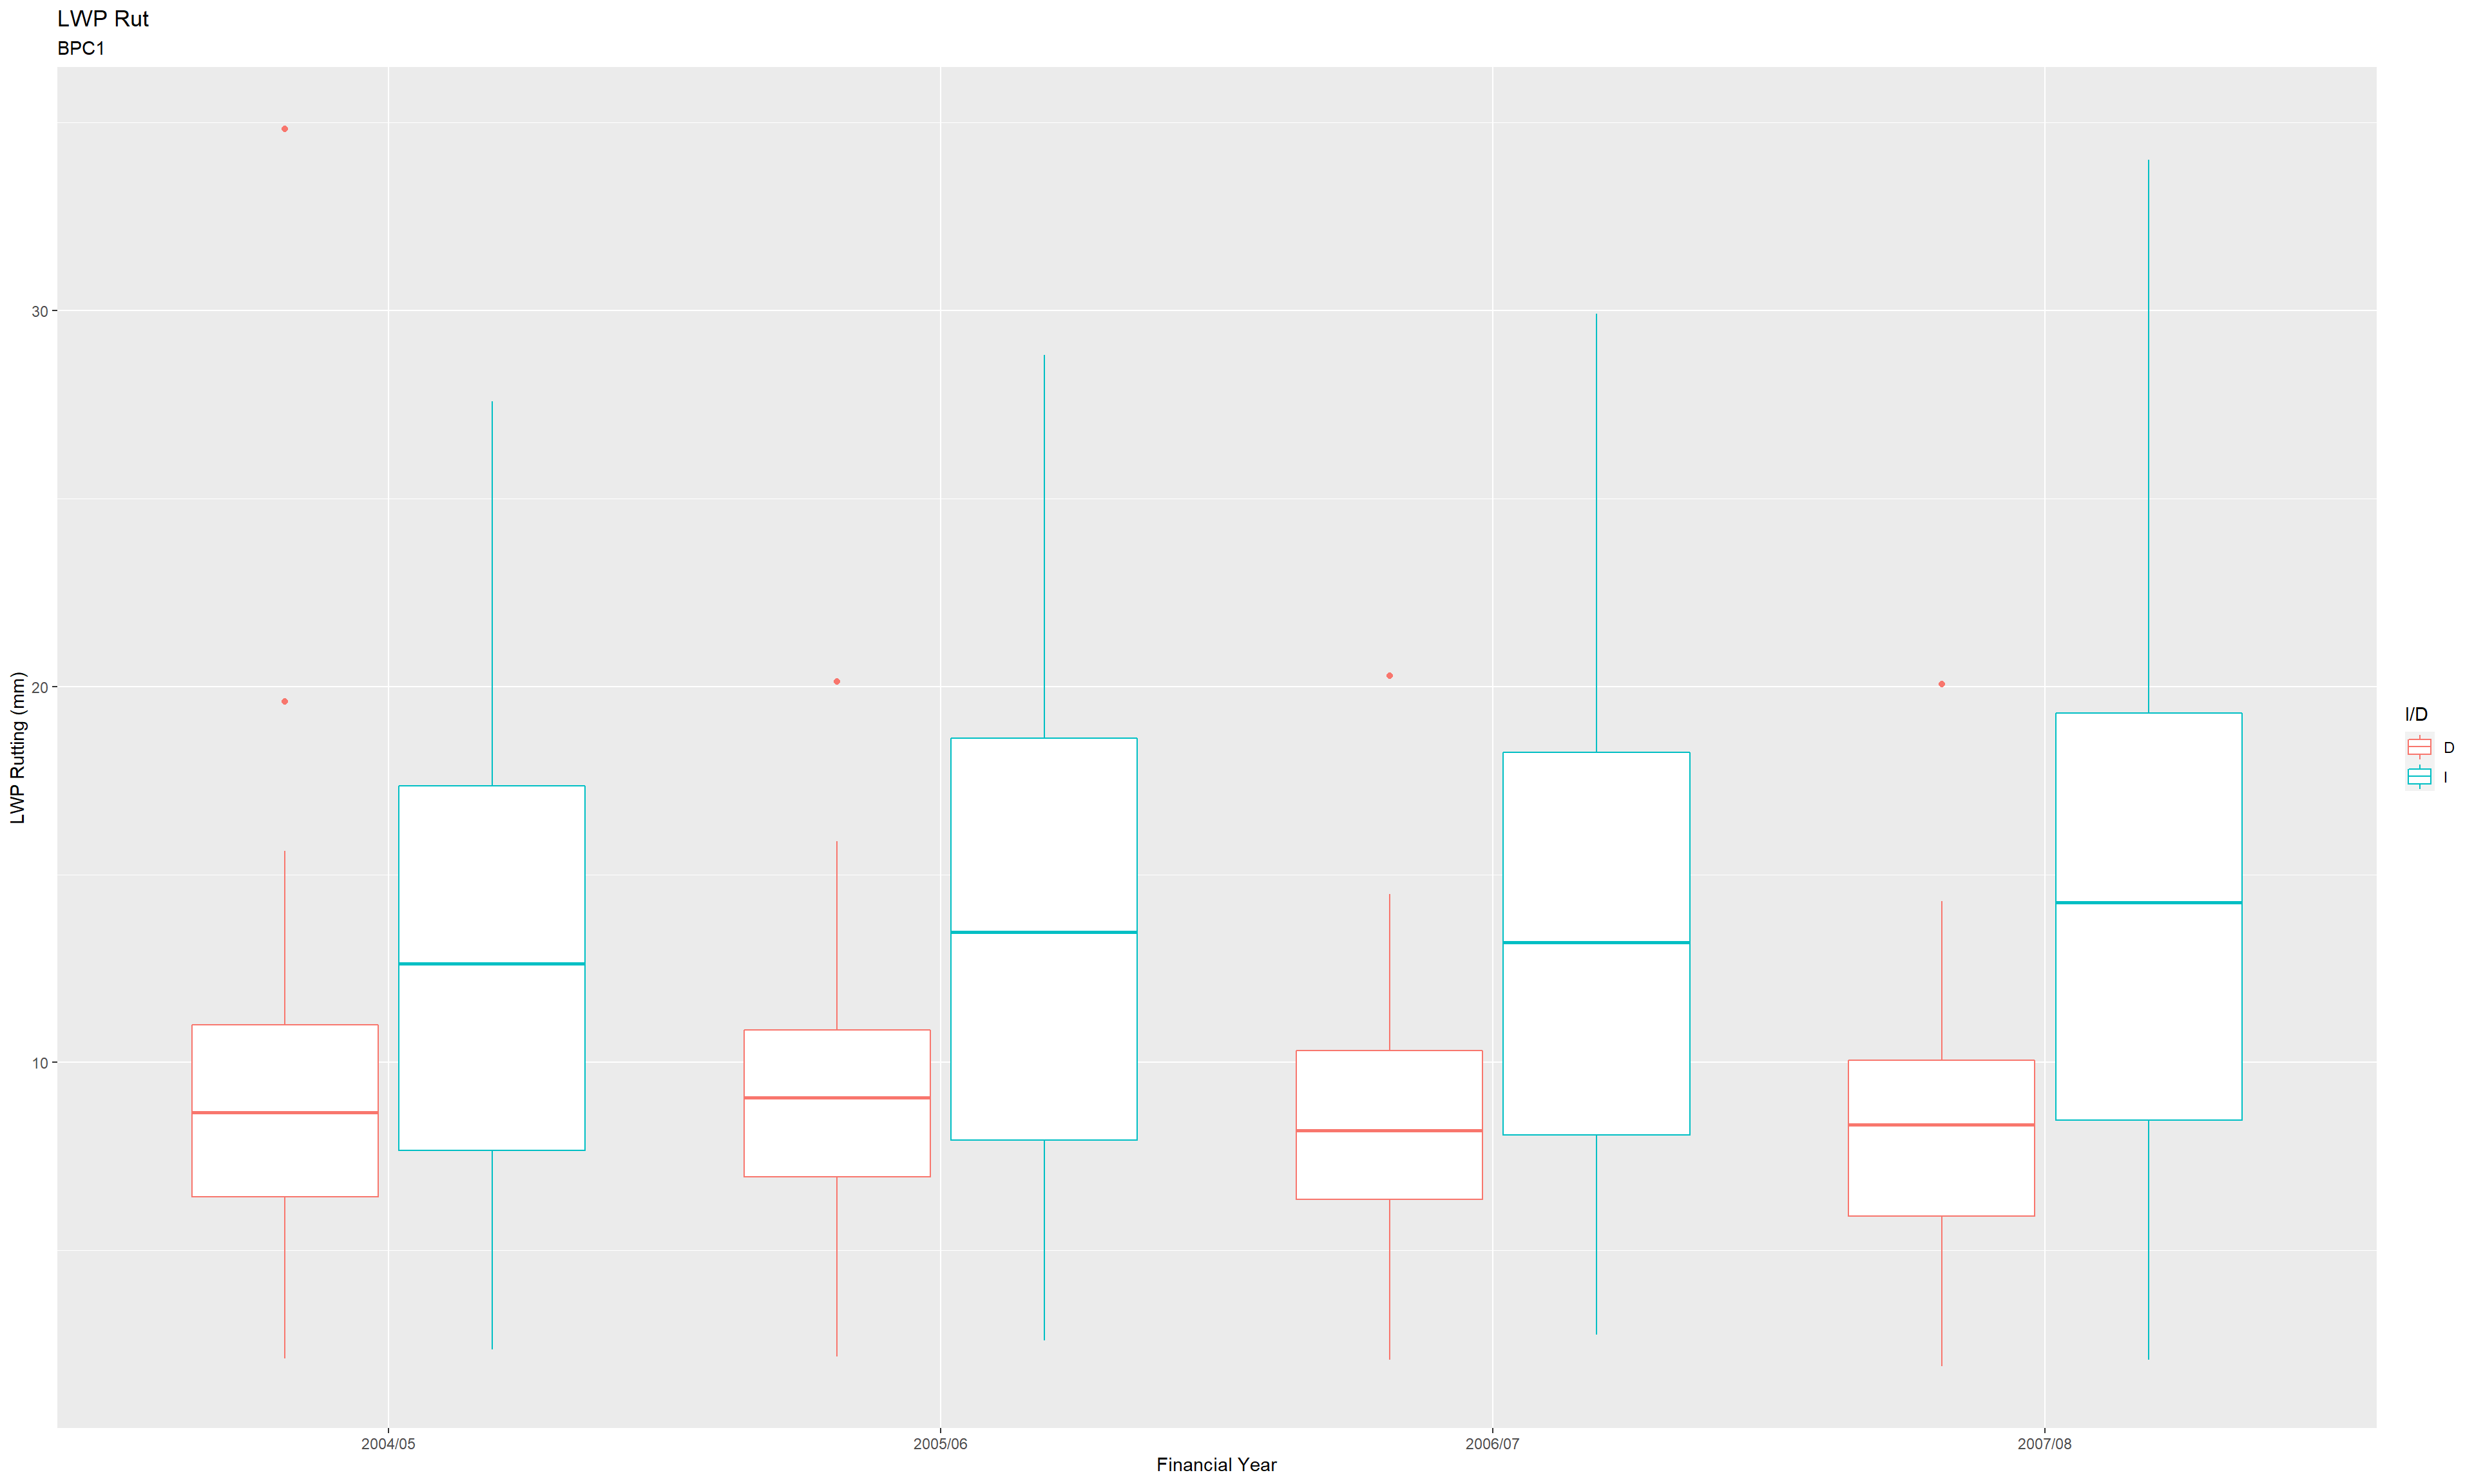 LWP Rut
BPC1
LWP Rutting (mm)
30
20
10
2004/05
2005/06
2006/07
2007/08
Financial Year
I/D
D
I